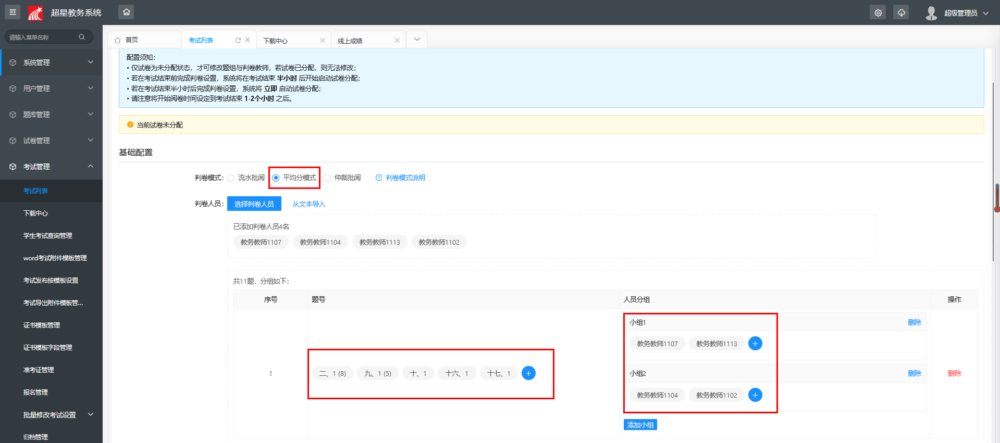 超星教务系统
超级管理员
请输入菜单名称
系统管理
用户管理
题库管理
试卷管理
考试管理
考试列表
下载中心
学生考试查询管理
word考试附件模板管理
考试发布按模板设置
考试导出附件模板管...
证书模板管理
证书模板字段管理
准考证管理
报名管理
批量修改考试设置
归档管理
首页
考试列表
下载中心
线上成绩
配置须知：
• 仅试卷为未分配状态，才可修改题组与判卷教师，若试卷已分配，则无法修改；
• 若在考试结束前完成判卷设置，系统将在考试结束 半小时 后开始启动试卷分配；
• 若在考试结束半小时后完成判卷设置，系统将 立即 启动试卷分配；
• 请注意将开始阅卷时间设定到考试结束 1-2个小时 之后。
当前试卷未分配
基础配置
判卷模式： 流水批阅 平均分模式 仲裁批阅 判卷模式说明
判卷人员： 选择判卷人员 从文本导入
已添加判卷人员4名
教务教师1107 教务教师1104 教务教师1113 教务教师1102
共11题，分组如下：
序号 题号 人员分组 操作
小组1 删除
教务教师1107 教务教师1113
1 二、1 (8) 九、1 (5) 十、1 十六、1 十七、1
小组2 删除
删除
教务教师1104 教务教师1102
添加小组